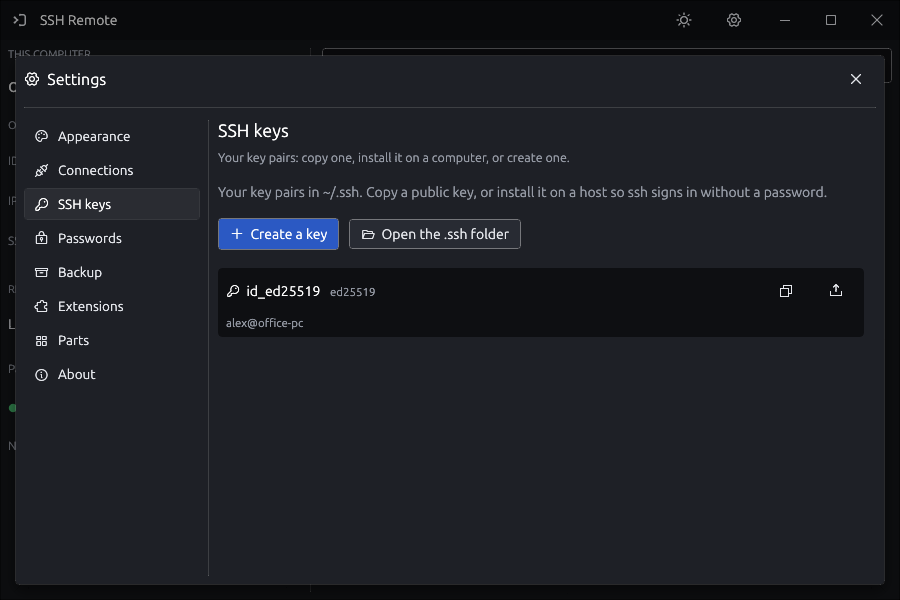 SSH Remote
THIS COMPUTER
Settings
Appearance
Connections
SSH keys
Passwords
Backup
Extensions
Parts
About
SSH keys
Your key pairs: copy one, install it on a computer, or create one.
Your key pairs in ~/.ssh. Copy a public key, or install it on a host so ssh signs in without a password.
Create a key
Open the .ssh folder
id_ed25519 ed25519
alex@office-pc